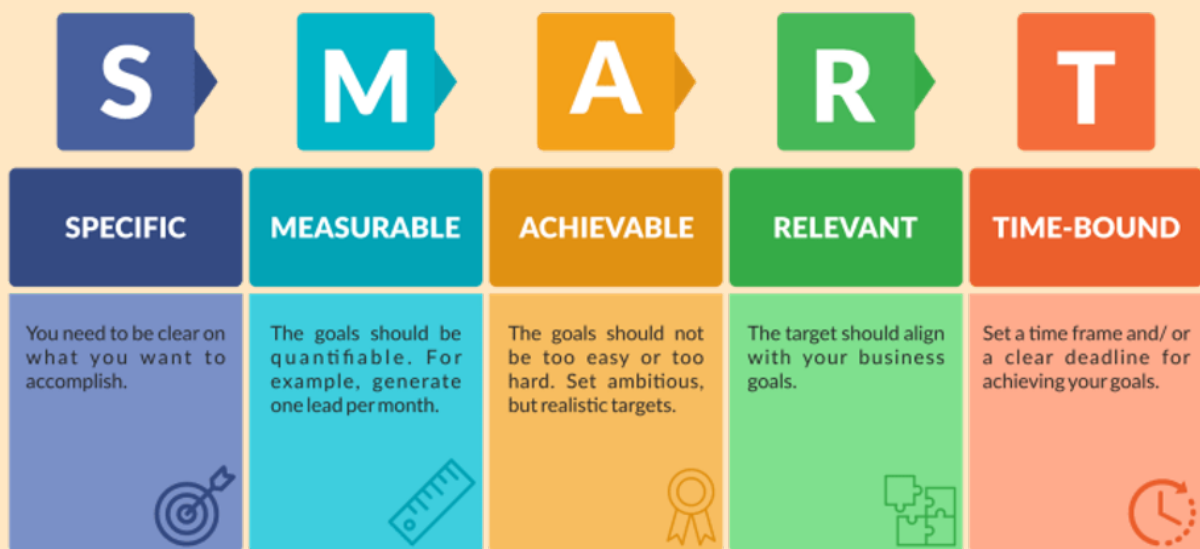 S
M
A
R
T
SPECIFIC
MEASURABLE
ACHIEVABLE
RELEVANT
TIME-BOUND
You need to be clear on
what you want to
accomplish.
The goals should be
quantifiable. For
example, generate
one lead per month.
The goals should not
be too easy or too
hard. Set ambitious,
but realistic targets.
The target should align
with your business
goals.
Set a time frame and/ or
a clear deadline for
achieving your goals.